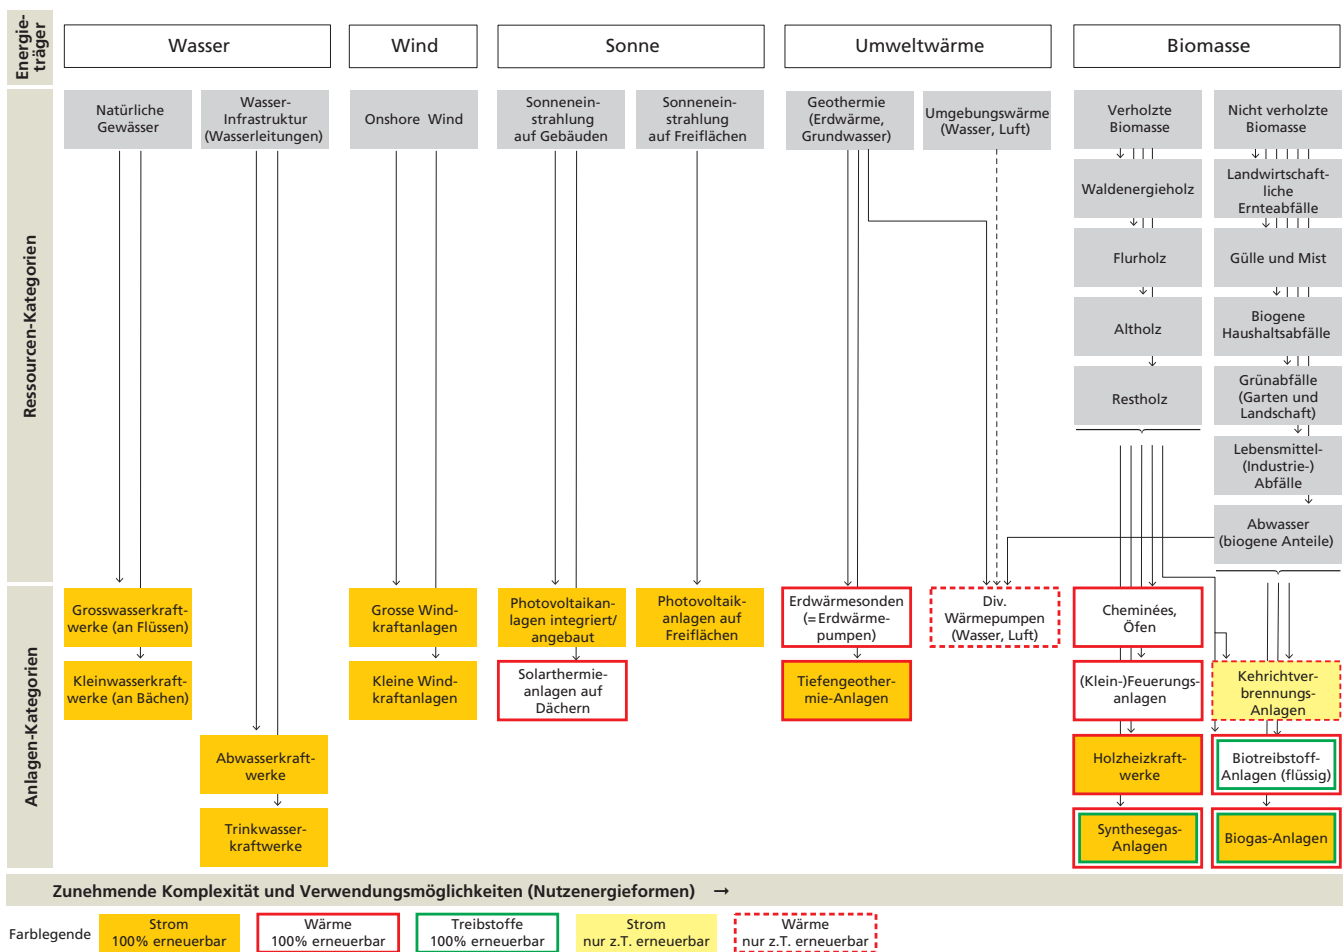 Energie-
träger
Wasser
Wind
Sonne
Umweltwärme
Biomasse
Ressourcen-Kategorien
Natürliche
Gewässer
Wasser-
Infrastruktur
(Wasserleitungen)
Onshore Wind
Sonnenein-
strahlung
auf Gebäuden
Sonnenein-
strahlung
auf Freiflächen
Geothermie
(Erdwärme,
Grundwasser)
Umgebungswärme
(Wasser, Luft)
Verholzte
Biomasse
Nicht verholzte
Biomasse
Waldenergieholz
Landwirtschaft-
liche
Ernteabfälle
Flurholz
Gülle und Mist
Altholz
Biogene
Haushaltsabfälle
Restholz
Grünabfälle
(Garten und
Landschaft)
Lebensmittel-
(Industrie-)
Abfälle
Abwasser
(biogene Anteile)
Anlagen-Kategorien
Grosswasserkraft-
werke (an Flüssen)
Grosse Wind-
kraftanlagen
Photovoltaikan-
lagen integriert/
angebaut
Photovoltaik-
anlagen auf
Freiflächen
Erdwärmesonden
(=Erdwärme-
pumpen)
Div.
Wärmepumpen
(Wasser, Luft)
Cheminées,
Öfen
Kleinwasserkraft-
werke (an Bächen)
Kleine Wind-
kraftanlagen
Solarthermie-
anlagen auf
Dächern
Tiefengeother-
mie-Anlagen
(Klein-)Feuerungs-
anlagen
Kehrichtver-
brennungs-
Anlagen
Abwasserkraft-
werke
Holzheizkraft-
werke
Biotreibstoff-
Anlagen (flüssig)
Trinkwasser-
kraftwerke
Synthesegas-
Anlagen
Biogas-Anlagen
Zunehmende Komplexität und Verwendungsmöglichkeiten (Nutzenergieformen) →
Farblegende
Strom
100% erneuerbar
Wärme
100% erneuerbar
Treibstoffe
100% erneuerbar
Strom
nur z.T. erneuerbar
Wärme
nur z.T. erneuerbar